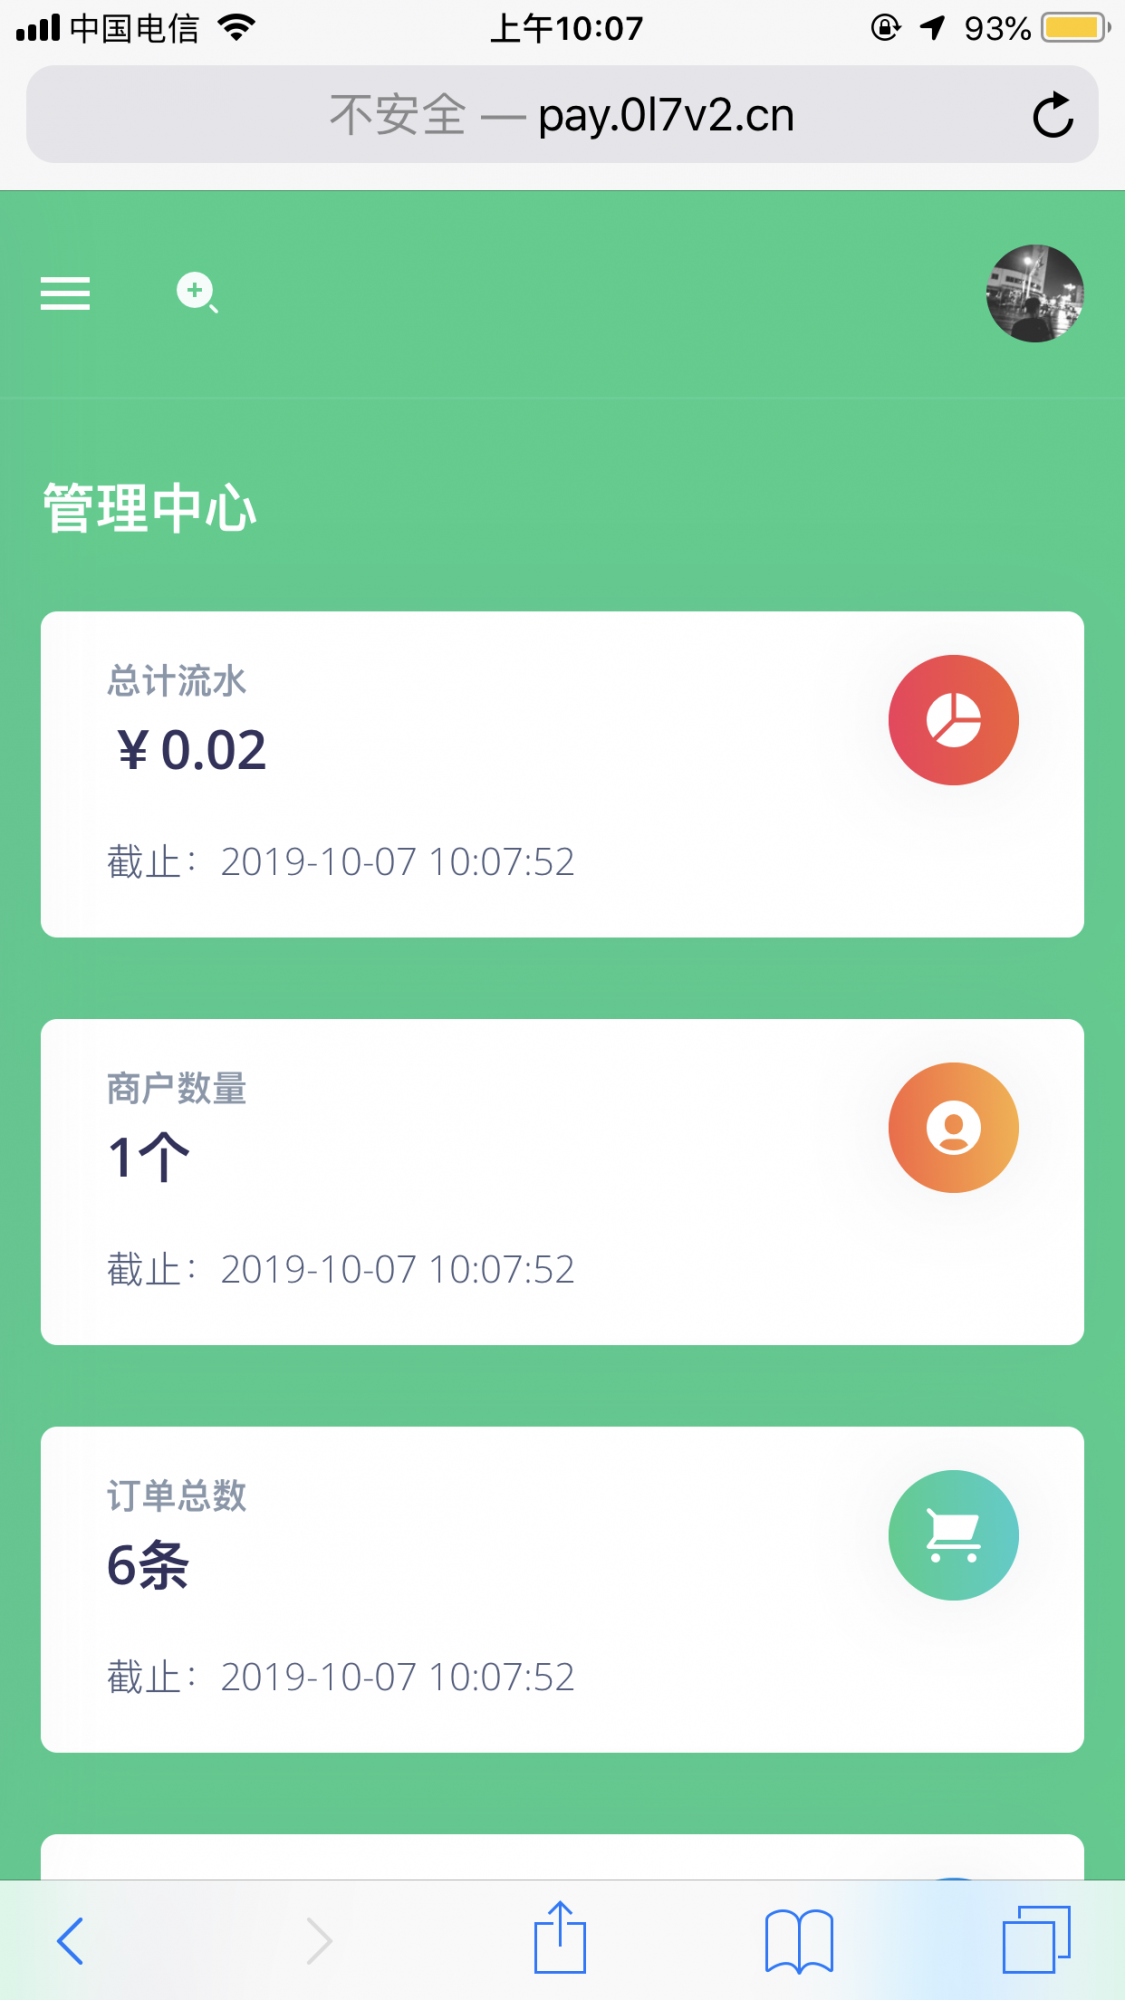 中国电信 上午10:07 93%
不安全 — pay.0l7v2.cn
管理中心
总计流水
¥ 0.02
截止：2019-10-07 10:07:52
商户数量
1个
截止：2019-10-07 10:07:52
订单总数
6条
截止：2019-10-07 10:07:52